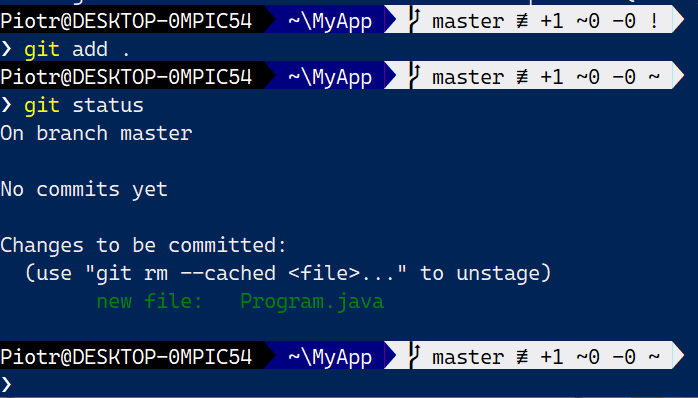 Piotr@DESKTOP-0MPIC54 ~\MyApp master ≢ +1 ~0 -0 !
❯ git add .
Piotr@DESKTOP-0MPIC54 ~\MyApp master ≢ +1 ~0 -0 ~
❯ git status
On branch master
No commits yet
Changes to be committed:
(use "git rm --cached <file>..." to unstage)
new file: Program.java
Piotr@DESKTOP-0MPIC54 ~\MyApp master ≢ +1 ~0 -0 ~
❯